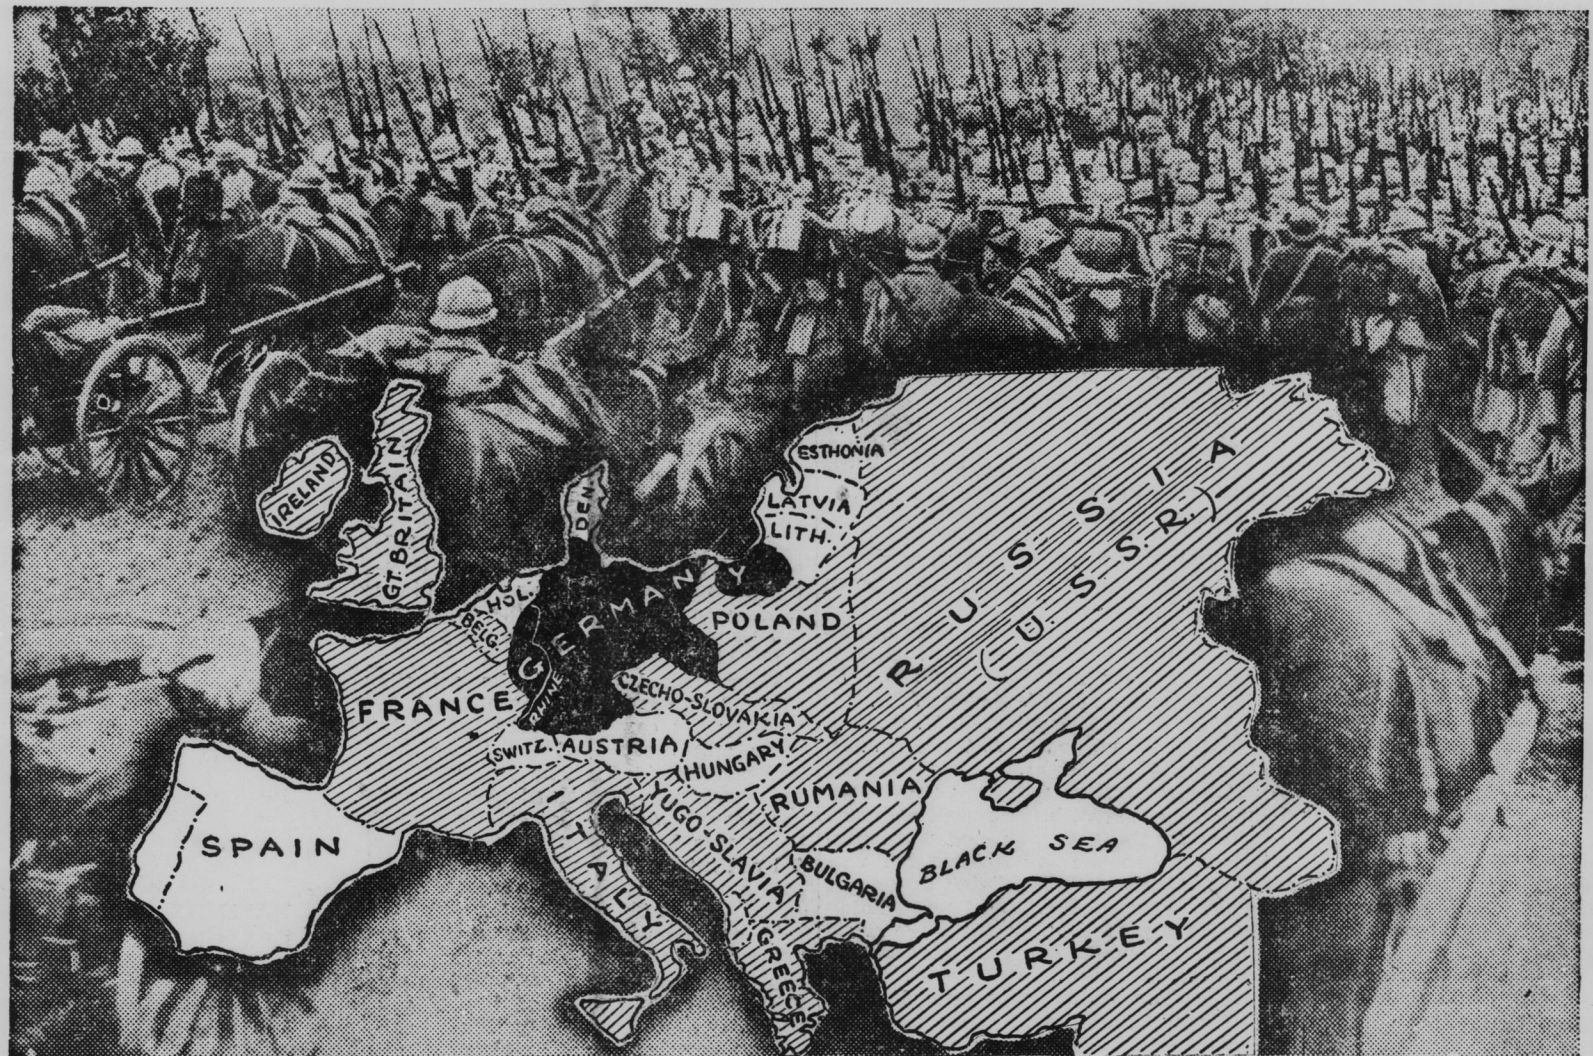 ESTHONIA
LATVIA
LITH.
IRELAND
GT. BRITAIN
DEN.
HOL.
BELG.
GERMANY
RHINE
POLAND
RUSSIA
(U.S.S.R.)
FRANCE
CZECHO-SLOVAKIA
SWITZ.
AUSTRIA
HUNGARY
RUMANIA
YUGO-SLAVIA
ITALY
SPAIN
BULGARIA
BLACK SEA
GREECE
TURKEY